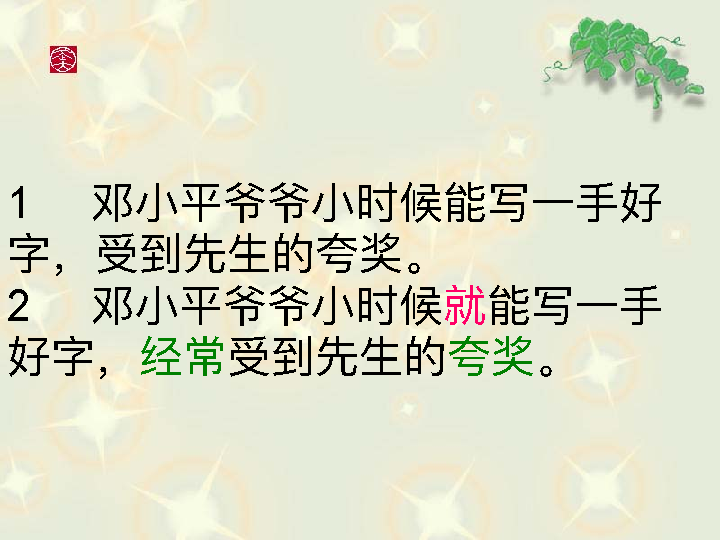 1 邓小平爷爷小时候能写一手好
字，受到先生的夸奖。
2 邓小平爷爷小时候就能写一手
好字，经常受到先生的夸奖。